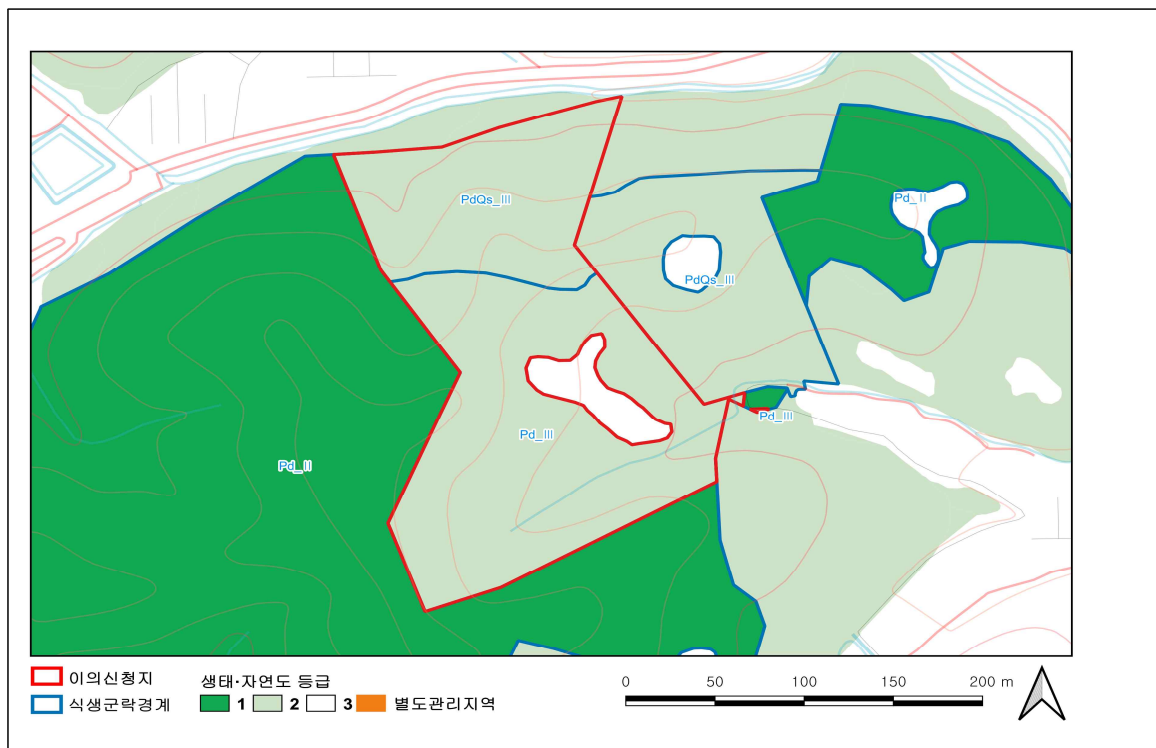 PdQs_III
Pd_II
PdQs_III
Pd_III
Pd_III
Pd_II
이의신청지
식생군락경계
생태·자연도 등급
1 2 3 별도관리지역
0 50 100 150 200 m